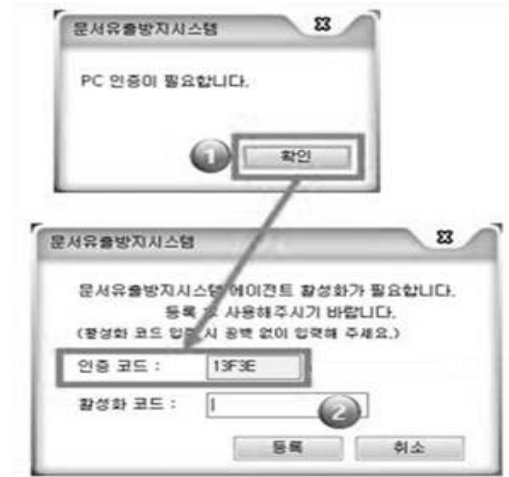 문서유출방지시스템
PC 인증이 필요합니다.
1 확인
문서유출방지시스템
문서유출방지시스템 에이전트 활성화가 필요합니다.
등록 후 사용해주시기 바랍니다.
(활성화 코드 입력 시 공백 없이 입력해 주세요.)
인증 코드 : 13F3E
활성화 코드 : 2
등록 취소